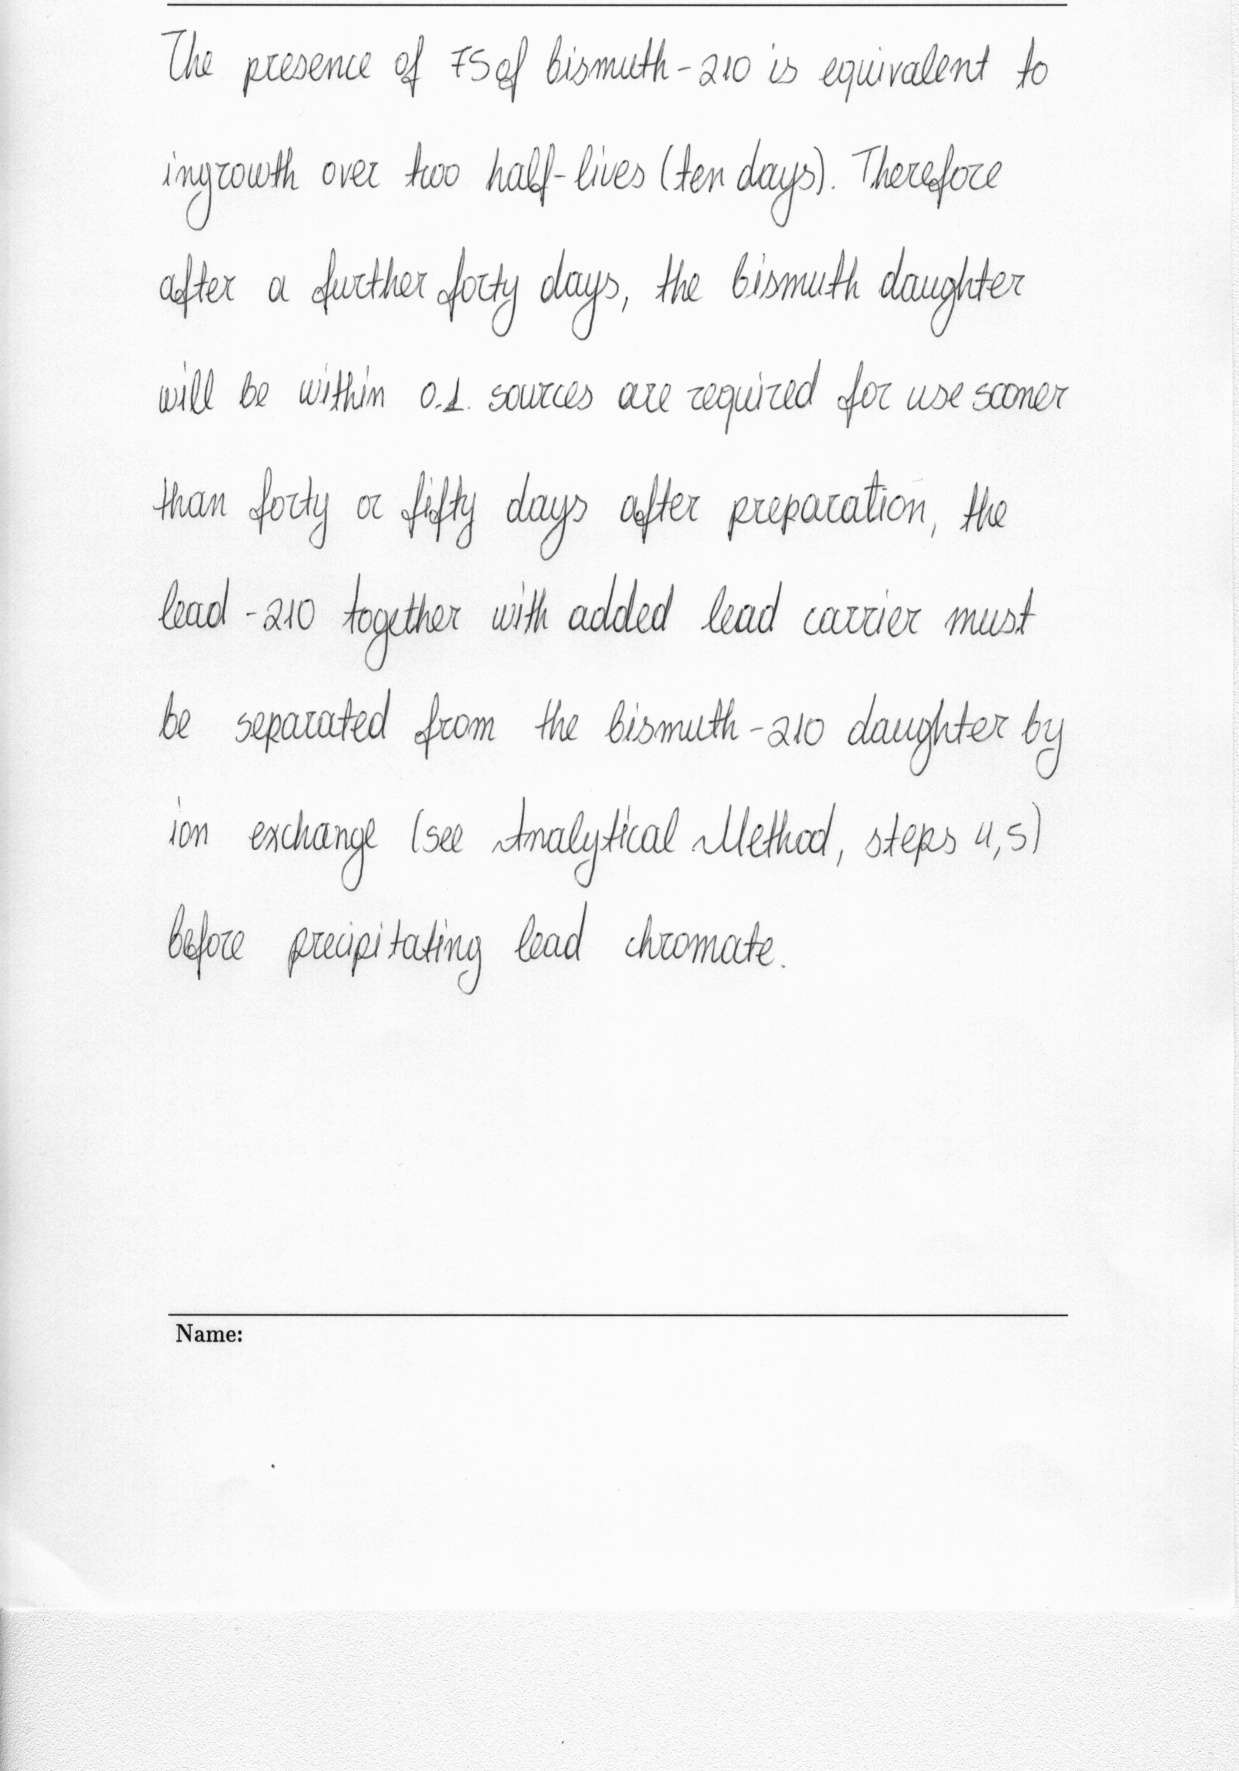 The presence of 75 of bismuth-210 is equivalent to
ingrowth over two half-lives (ten days). Therefore
after a further forty days, the bismuth daughter
will be within 0.1. sources are required for use sooner
than forty or fifty days after preparation, the
lead-210 together with added lead carrier must
be separated from the bismuth-210 daughter by
ion exchange (see Analytical Method, steps 4,5)
before precipitating lead chromate.
Name: